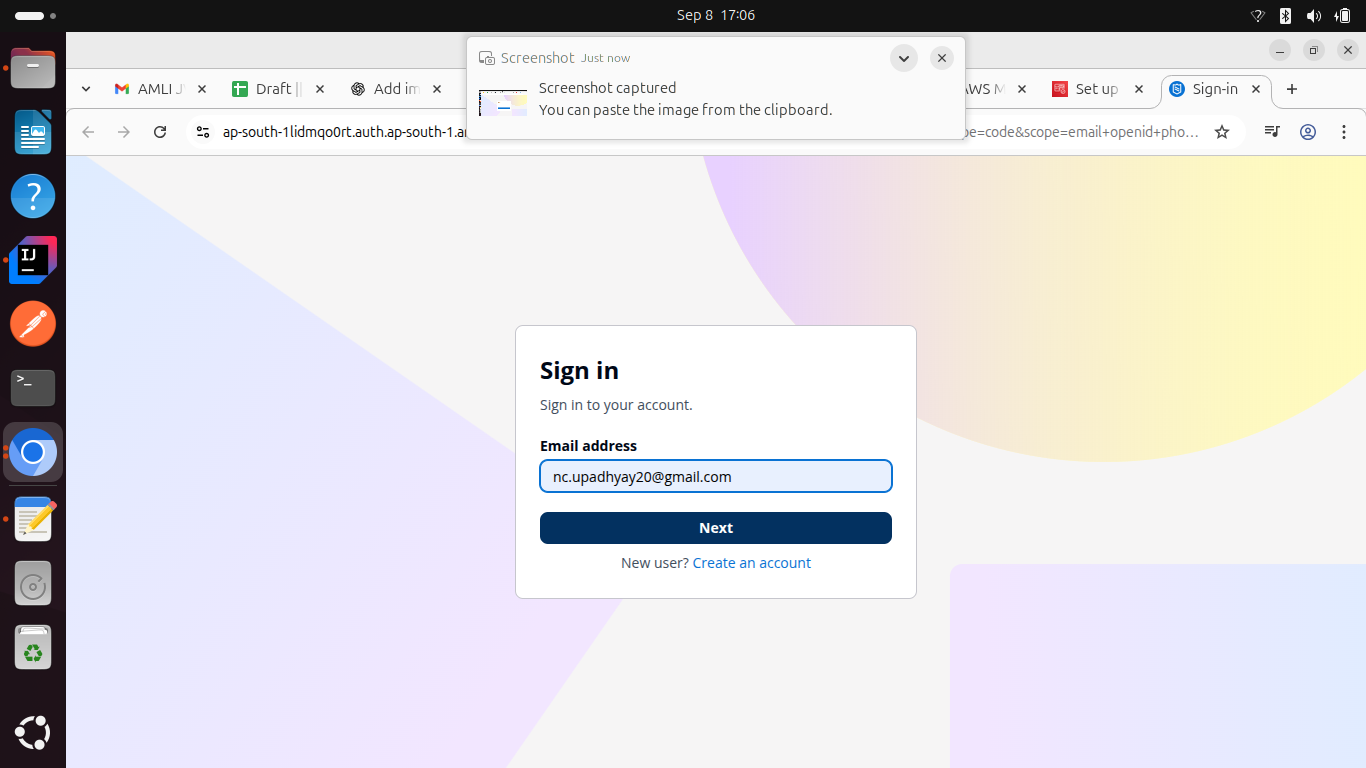 Sep 8 17:06
Screenshot Just now
Screenshot captured
You can paste the image from the clipboard.
AMLI J
Draft ||
Add im
AWS M
Set up
Sign-in
ap-south-1lidmqo0rt.auth.ap-south-1.a
pe=code&scope=email+openid+pho...
Sign in
Sign in to your account.
Email address
nc.upadhyay20@gmail.com
Next
New user? Create an account
IJ
>_